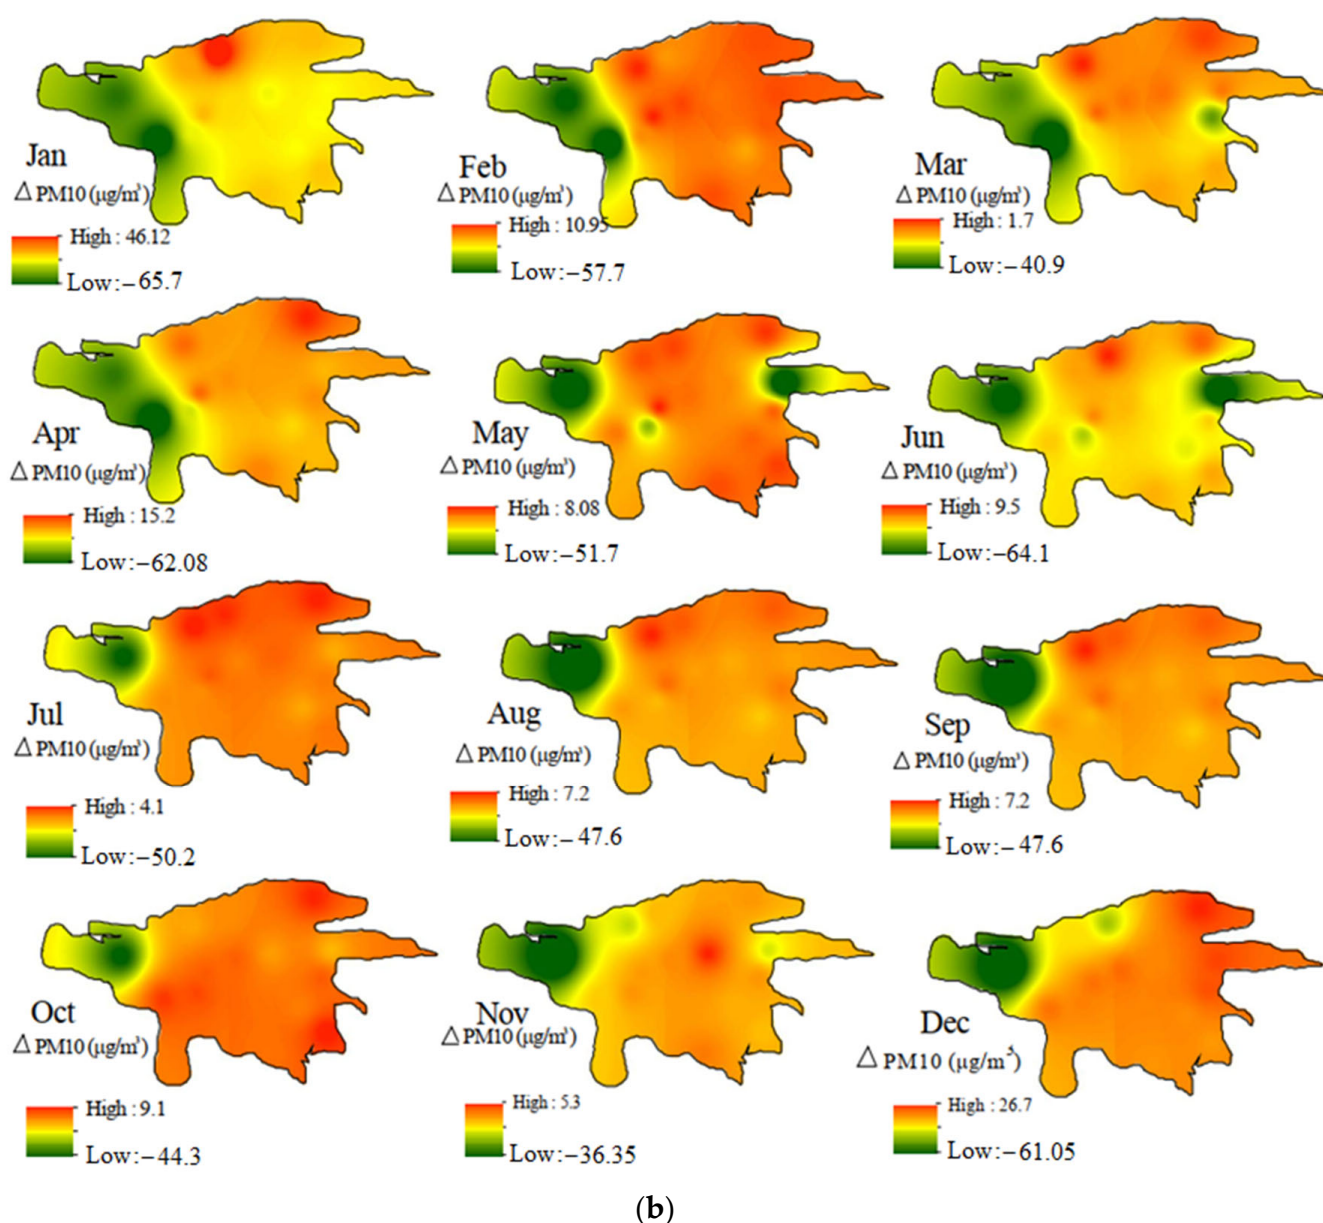 Jan
△ PM10 (µg/m³)
High : 46.12
Low:−65.7
Feb
△ PM10 (µg/m³)
High : 10.95
Low:−57.7
Mar
△ PM10 (µg/m³)
High : 1.7
Low:−40.9
Apr
△ PM10 (µg/m³)
High : 15.2
Low:−62.08
May
△ PM10 (µg/m³)
High : 8.08
Low:−51.7
Jun
△ PM10 (µg/m³)
High : 9.5
Low:−64.1
Jul
△ PM10 (µg/m³)
High : 4.1
Low:−50.2
Aug
△ PM10 (µg/m³)
High : 7.2
Low:− 47.6
Sep
△ PM10 (µg/m³)
High : 7.2
Low:− 47.6
Oct
△ PM10 (µg/m³)
High : 9.1
Low:−44.3
Nov
△ PM10 (µg/m³)
High : 5.3
Low:−36.35
Dec
△ PM10 (µg/m⁵)
High : 26.7
Low:−61.05
(b)